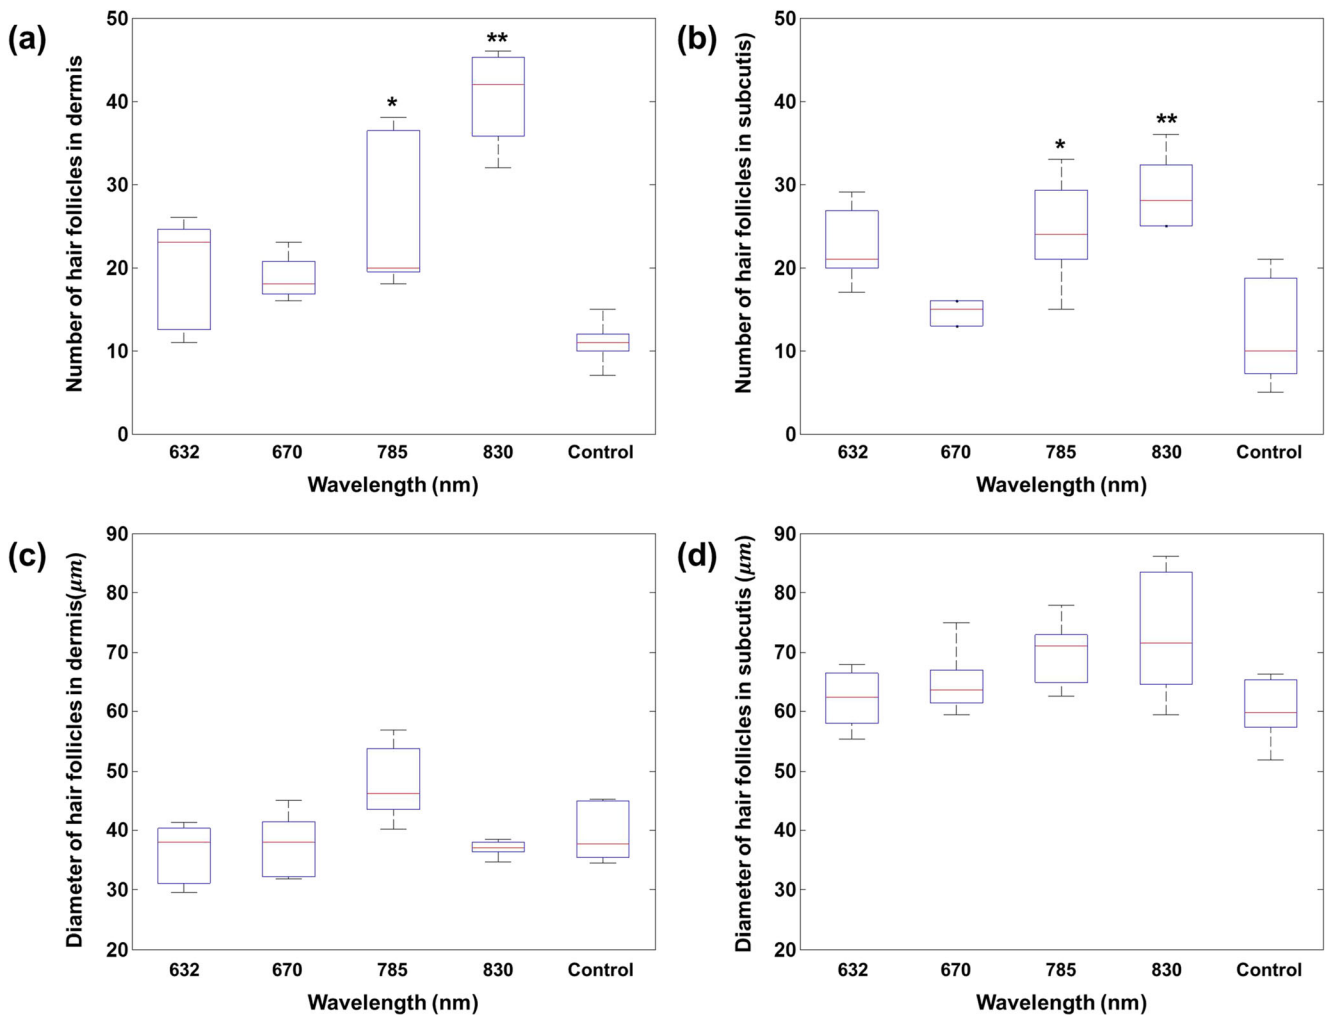 (a)
Number of hair follicles in dermis
50
40
30
20
10
0
*
**
632 670 785 830 Control
Wavelength (nm)
(b)
Number of hair follicles in subcutis)
50
40
30
20
10
0
*
**
632 670 785 830 Control
Wavelength (nm)
(c)
Diameter of hair follicles in dermis(μm)
90
80
70
60
50
40
30
20
632 670 785 830 Control
Wavelength (nm)
(d)
Diameter of hair follicles in subcutis (μm)
90
80
70
60
50
40
30
20
632 670 785 830 Control
Wavelength (nm)